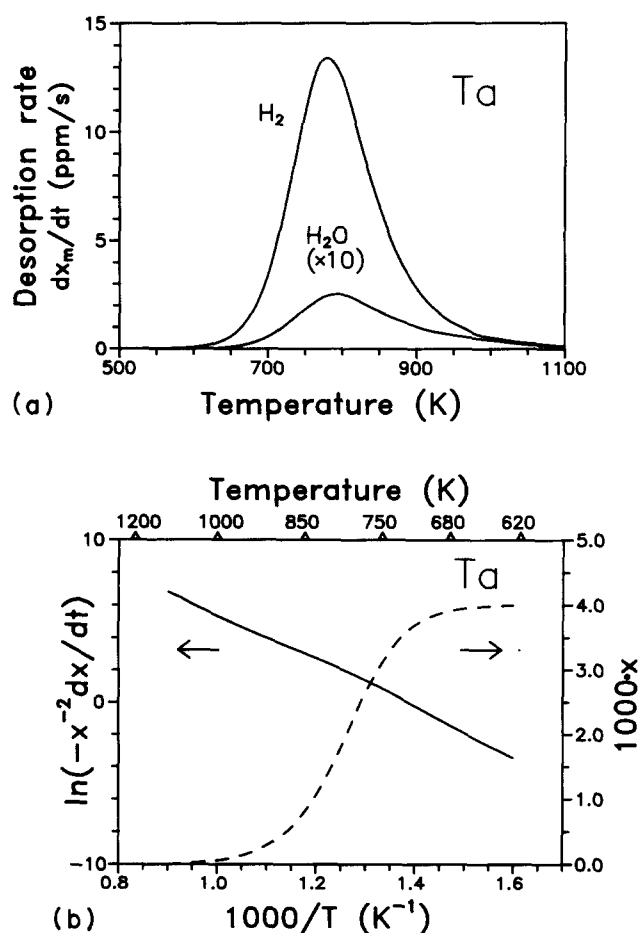 15
10
5
0
Desorption rate
dxₘ/dt (ppm/s)
Ta
H₂
H₂O
(×10)
500 700 900 1100
(a) Temperature (K)
Temperature (K)
1200 1000 850 750 680 620
10
0
-10
ln(-x⁻²dx/dt)
Ta
5.0
4.0
3.0
2.0
1.0
0.0
1000•x
0.8 1.0 1.2 1.4 1.6
(b) 1000/T (K⁻¹)